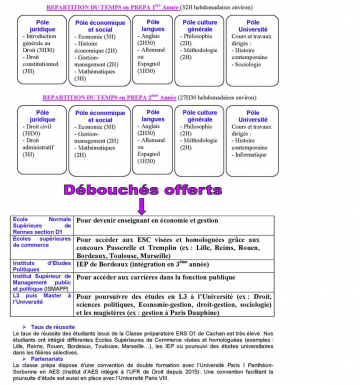 REPARTITION DU TEMPS en PREPA 1ère Année (32H hebdomadaires environ)
Pôle
juridique
- Introduction
générale au
Droit (3H30)
- Droit
constitutionnel
(3H)
Pôle économique
et social
- Economie (3H)
- Histoire
économique
(2H)
- Gestion-
management (2H)
- Mathématiques
(3H)
Pôle
langues
- Anglais
(2H30)
- Allemand
ou
Espagnol
(1H30)
Pôle culture
générale
- Philosophie
(2H)
- Méthodologie
(2H)
Pôle
Université
Cours et travaux
dirigés :
- Histoire
contemporaine
- Sociologie
REPARTITION DU TEMPS en PREPA 2ème Année (27H30 hebdomadaires environ)
Pôle
juridique
- Droit civil
(3H30)
- Droit
administratif
(3H)
Pôle économique
et social
- Economie (3H)
- Gestion-
management (2H)
- Mathématiques
(3H)
Pôle
langues
- Anglais
(2H30)
- Allemand
ou
Espagnol
(1H30)
Pôle culture
générale
- Philosophie
(2H)
- Méthodologie
(2H)
Pôle
Université
Cours et travaux
dirigés :
- Histoire
contemporaine
- Informatique
Débouchés offerts
Ecole Normale
Supérieure de
Rennes section D1
Pour devenir enseignant en économie et gestion
Ecoles supérieures
de commerce
Pour accéder aux ESC visées et homologuées grâce aux
concours Passerelle et Tremplin (ex : Lille, Reims, Rouen,
Bordeaux, Toulouse, Marseille)
Instituts d'Etudes
Politiques
IEP de Bordeaux (intégration en 3ème année)
Institut Supérieur de
Management public
et politique (ISMAPP)
Pour accéder aux carrières dans la fonction publique
L3 puis Master à
l'Université
Pour poursuivre des études en L3 à l'Université (ex : Droit,
sciences politiques, Economie-gestion, droit-gestion, sociologie)
et les magistères (ex : gestion à Paris Dauphine)
➤ Taux de réussite
Le taux de réussite des étudiants issus de la Classe préparatoire ENS D1 de Cachan est très élevé. Nos
étudiants ont intégré différentes Ecoles Supérieures de Commerce visées et homologuées (exemples :
Lille, Reims, Rouen, Bordeaux, Toulouse, Marseille…), les IEP ou poursuivi des études universitaires
dans les filières sélectives.
➤ Partenariats
La classe prépa dispose d'une convention de double formation avec l'Université Paris I Panthéon-
Sorbonne en AES (Institut d'AES intégré à l'UFR de Droit depuis 2015). Une convention facilitant la
poursuite d'étude est aussi en place avec l'Université Paris VIII.